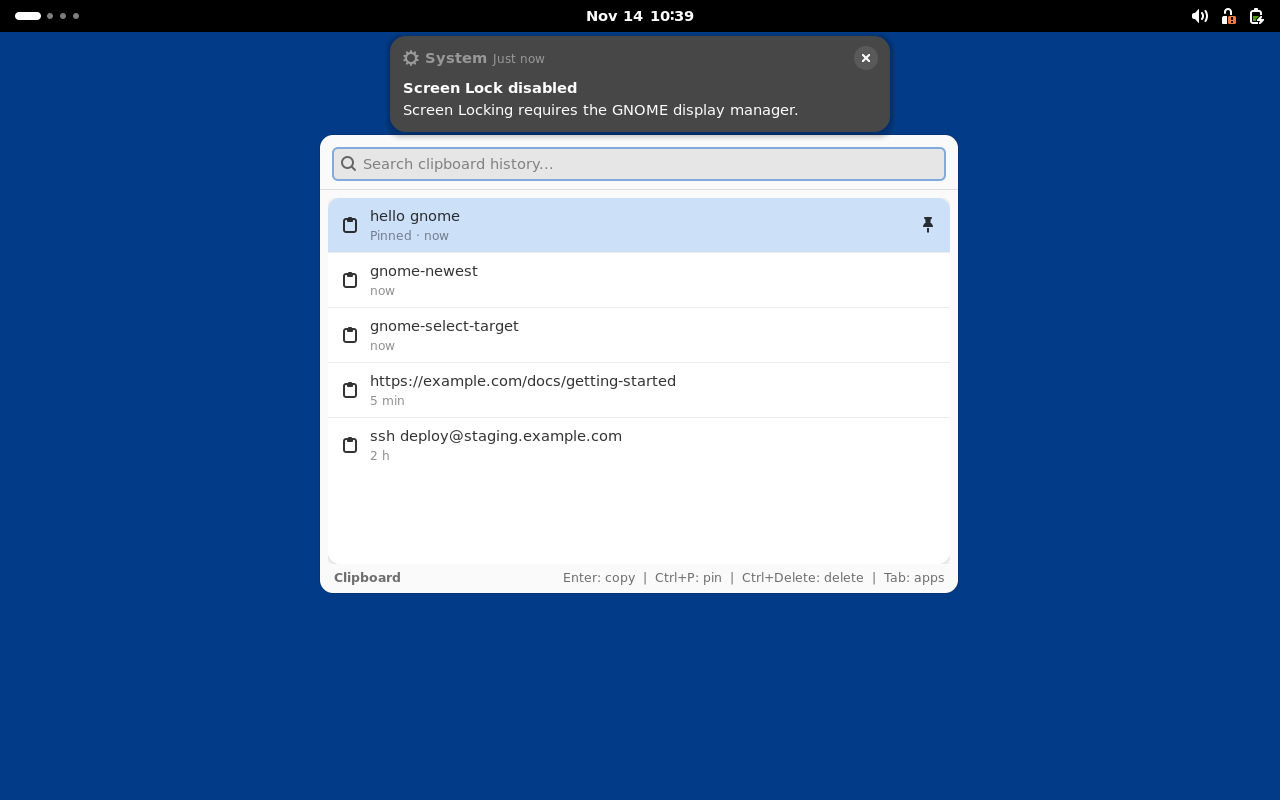 Nov 14 10:39
System Just now
Screen Lock disabled
Screen Locking requires the GNOME display manager.
Search clipboard history…
hello gnome
Pinned · now
gnome-newest
now
gnome-select-target
now
https://example.com/docs/getting-started
5 min
ssh deploy@staging.example.com
2 h
Clipboard Enter: copy | Ctrl+P: pin | Ctrl+Delete: delete | Tab: apps